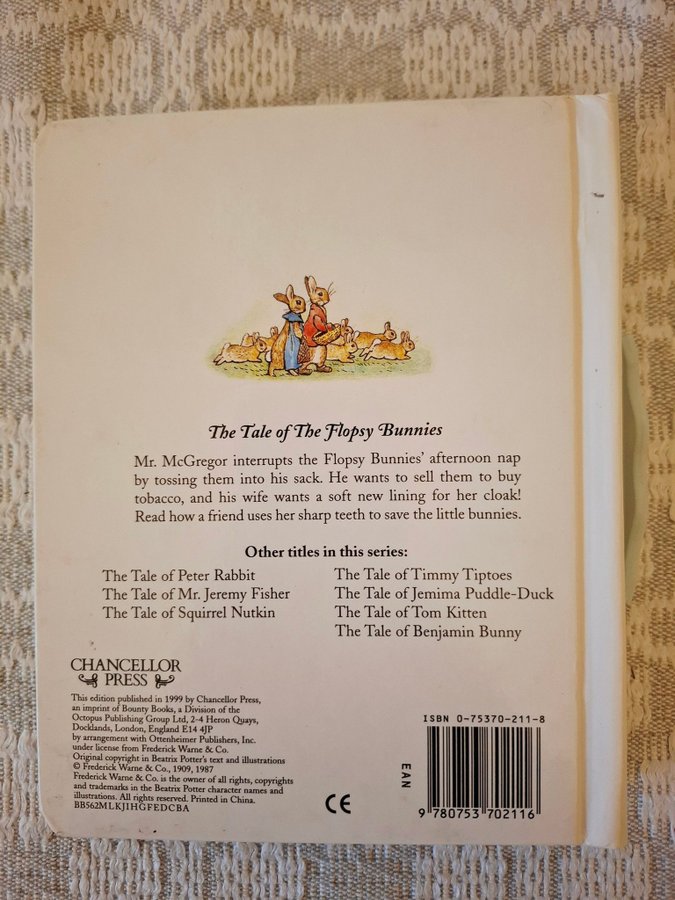 The Tale of The Flopsy Bunnies
Mr. McGregor interrupts the Flopsy Bunnies' afternoon nap
by tossing them into his sack. He wants to sell them to buy
tobacco, and his wife wants a soft new lining for her cloak!
Read how a friend uses her sharp teeth to save the little bunnies.
Other titles in this series:
The Tale of Peter Rabbit
The Tale of Mr. Jeremy Fisher
The Tale of Squirrel Nutkin
The Tale of Timmy Tiptoes
The Tale of Jemima Puddle-Duck
The Tale of Tom Kitten
The Tale of Benjamin Bunny
CHANCELLOR
PRESS
This edition published in 1999 by Chancellor Press,
an imprint of Bounty Books, a Division of the
Octopus Publishing Group Ltd, 2-4 Heron Quays,
Docklands, London, England E14 4JP
by arrangement with Ottenheimer Publishers, Inc.
under license from Frederick Warne & Co.
Original copyright in Beatrix Potter's text and illustrations
© Frederick Warne & Co., 1909, 1987
Frederick Warne & Co. is the owner of all rights, copyrights
and trademarks in the Beatrix Potter character names and
illustrations. All rights reserved. Printed in China.
BB562MLKJIHGFEDCBA
CE
ISBN 0-75370-211-8
EAN
9 780753 702116